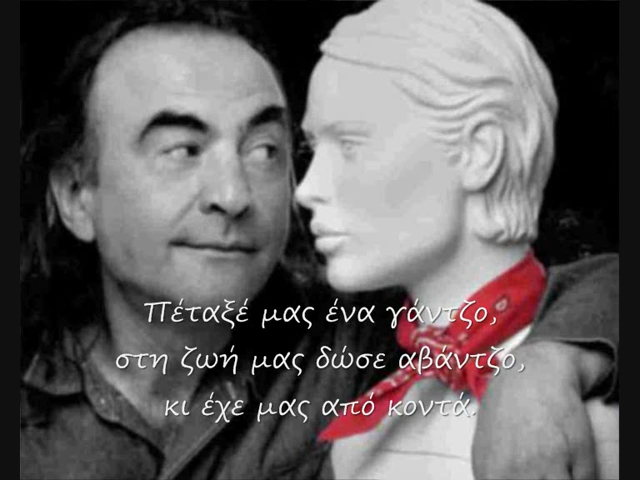 Πέταξέ μας ένα γάντζο,
στη ζωή μας δώσε αβάντζο,
κι έχε μας από κοντά.